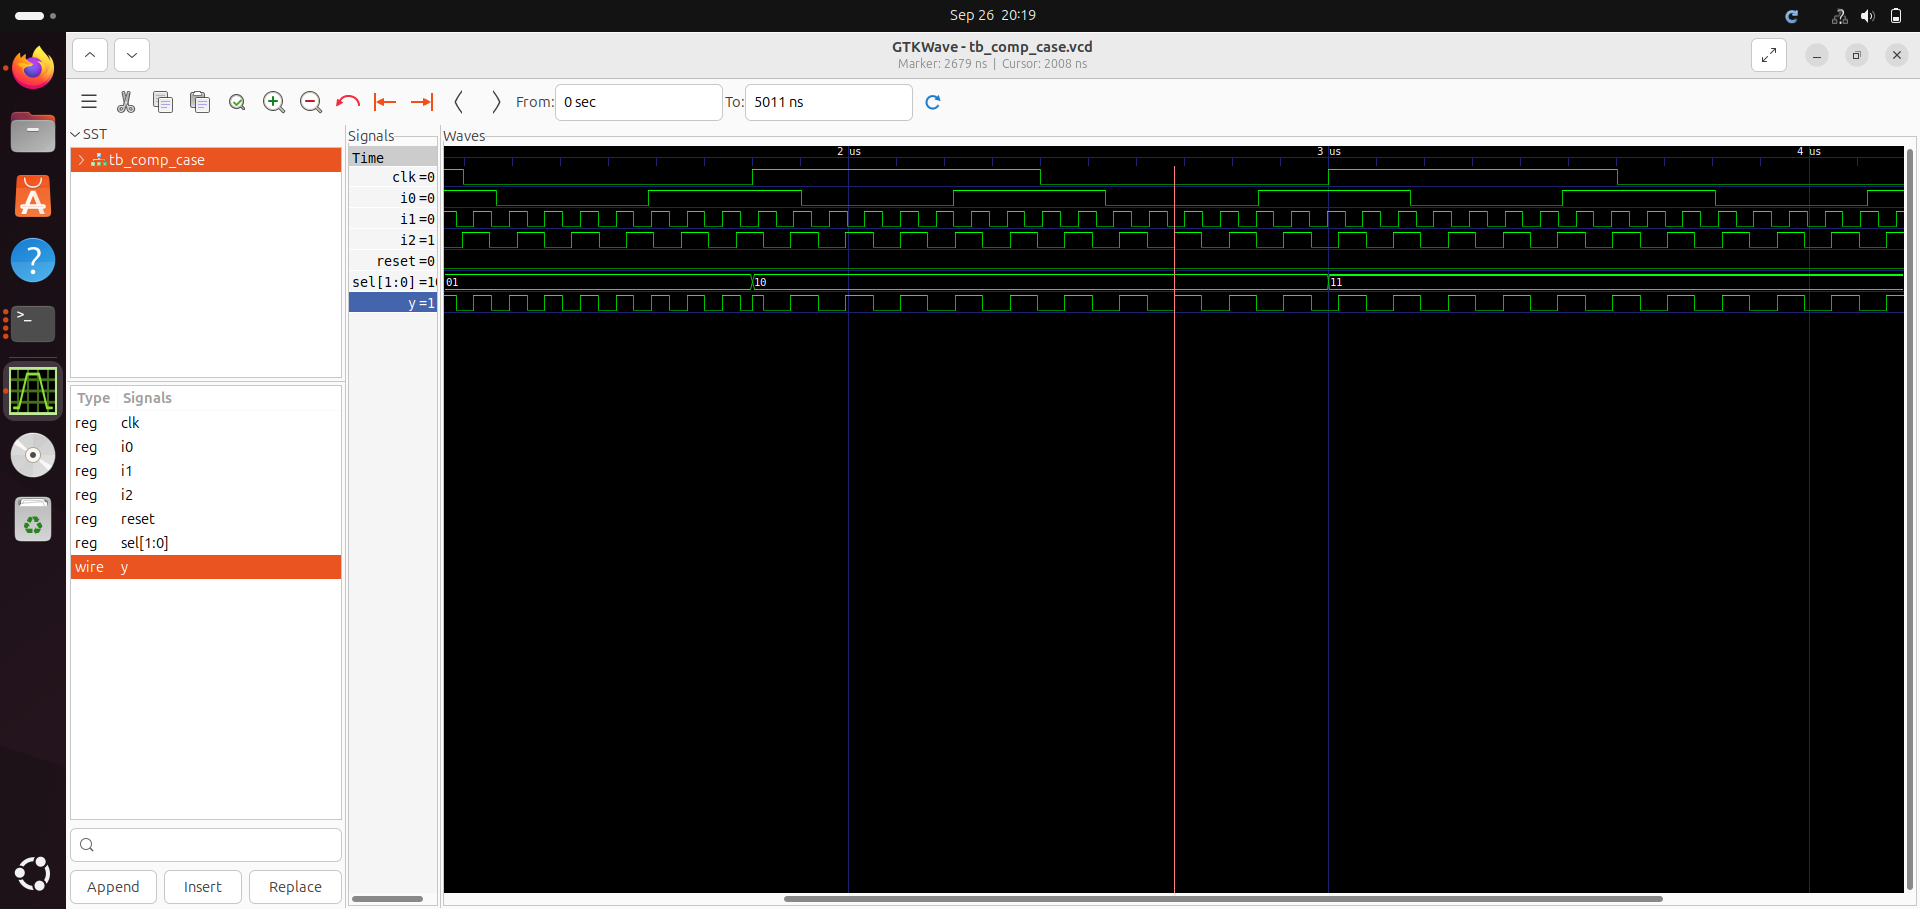 Sep 26 20:19
GTKWave - tb_comp_case.vcd
Marker: 2679 ns | Cursor: 2008 ns
From: 0 sec To: 5011 ns
SST
tb_comp_case
Type Signals
reg clk
reg i0
reg i1
reg i2
reg reset
reg sel[1:0]
wire y
Append Insert Replace
Signals
Time
clk =0
i0 =0
i1 =0
i2 =1
reset =0
sel[1:0] =10
y =1
Waves
2 us 3 us 4 us
01 10 11